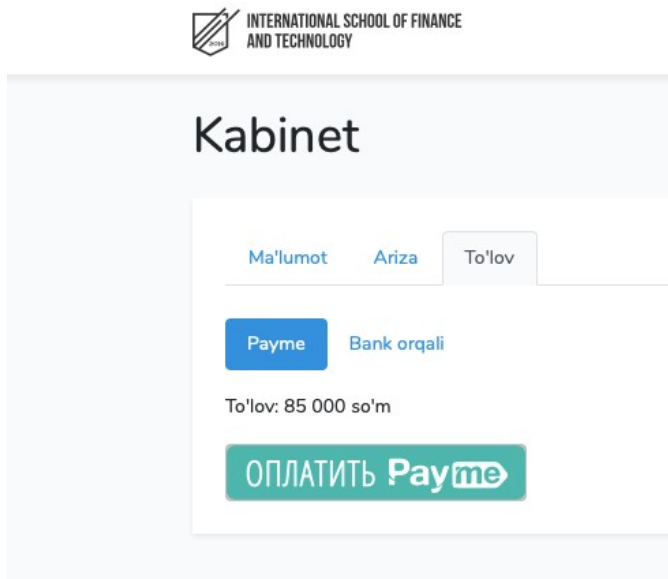 INTERNATIONAL SCHOOL OF FINANCE
AND TECHNOLOGY
Kabinet
Ma'lumot Ariza To'lov
Payme Bank orqali
To'lov: 85 000 so'm
ОПЛАТИТЬ Payme